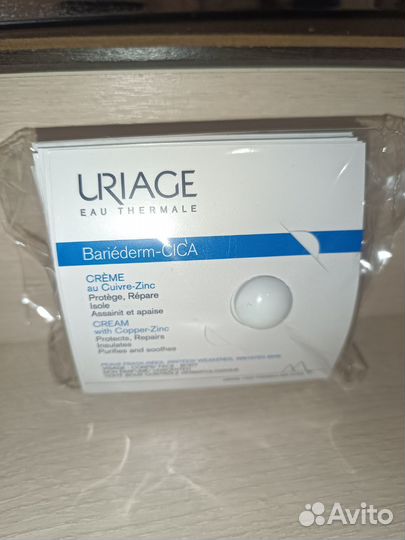 URIAGE
EAU THERMALE
Bariéderm-CICA
CRÈME
au Cuivre-Zinc
Protège, Répare
Isole
Assainit et apaise
CREAM
with Copper-Zinc
Protects, Repairs
Insulates
Purifies and soothes
Avito